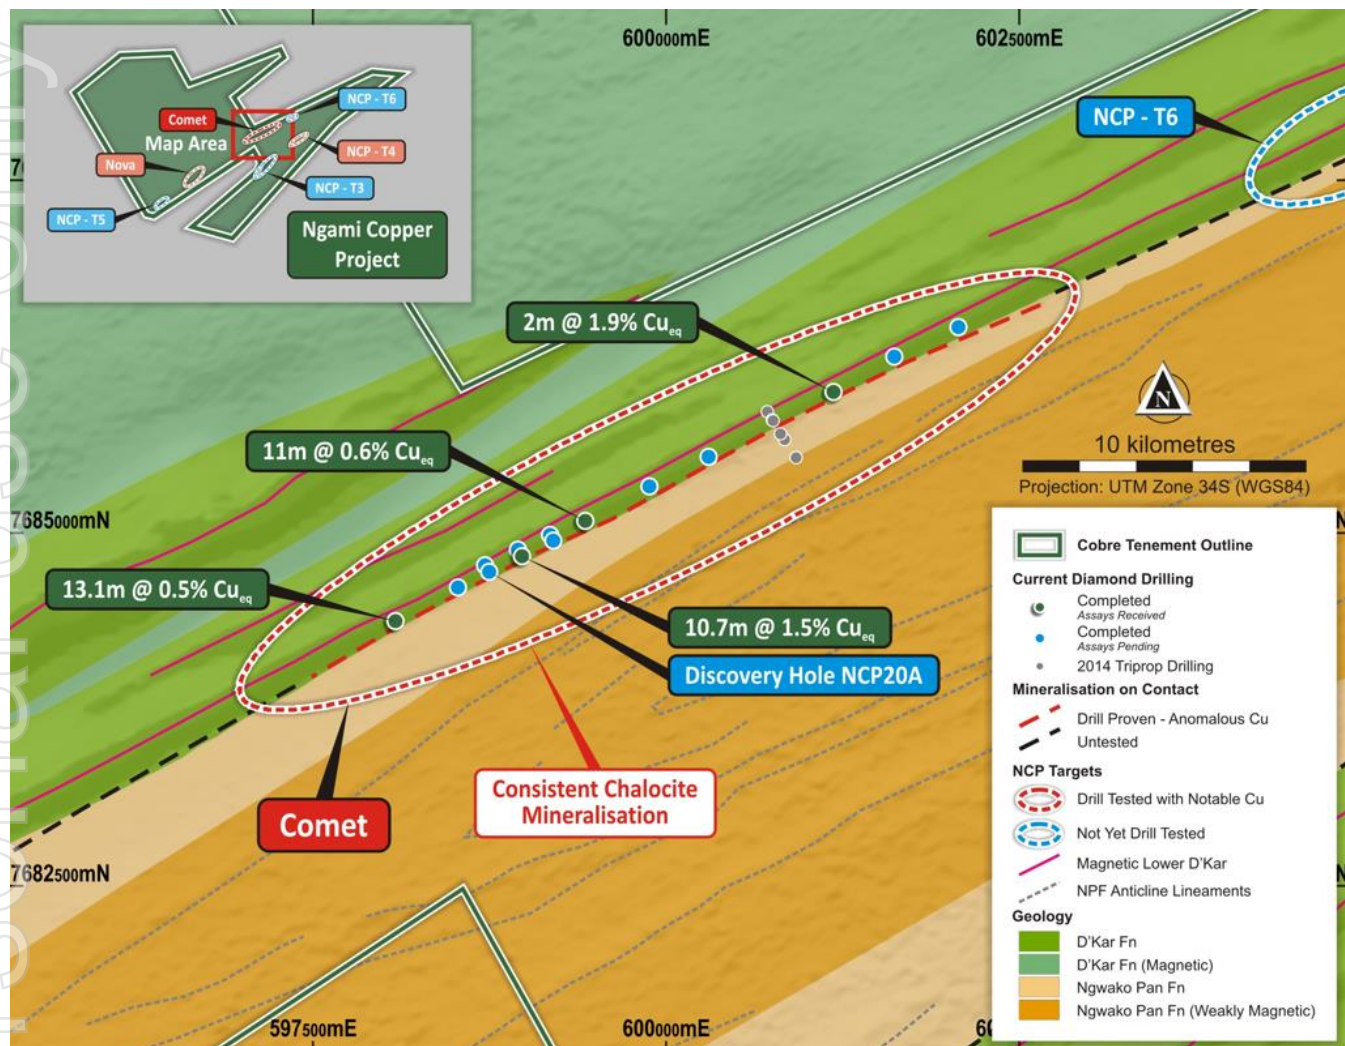 600000mE
602500mE
NCP - T6
NCP - T6
Comet
Map Area
NCP - T4
Nova
NCP - T3
NCP - T5
Ngami Copper
Project
2m @ 1.9% Cueq
11m @ 0.6% Cueq
13.1m @ 0.5% Cueq
10.7m @ 1.5% Cueq
Discovery Hole NCP20A
Consistent Chalocite
Mineralisation
Comet
7685000mN
7682500mN
N
10 kilometres
Projection: UTM Zone 34S (WGS84)
Cobre Tenement Outline
Current Diamond Drilling
Completed
Assays Received
Completed
Assays Pending
2014 Triprop Drilling
Mineralisation on Contact
Drill Proven - Anomalous Cu
Untested
NCP Targets
Drill Tested with Notable Cu
Not Yet Drill Tested
Magnetic Lower D'Kar
NPF Anticline Lineaments
Geology
D'Kar Fn
D'Kar Fn (Magnetic)
Ngwako Pan Fn
Ngwako Pan Fn (Weakly Magnetic)
597500mE
600000mE